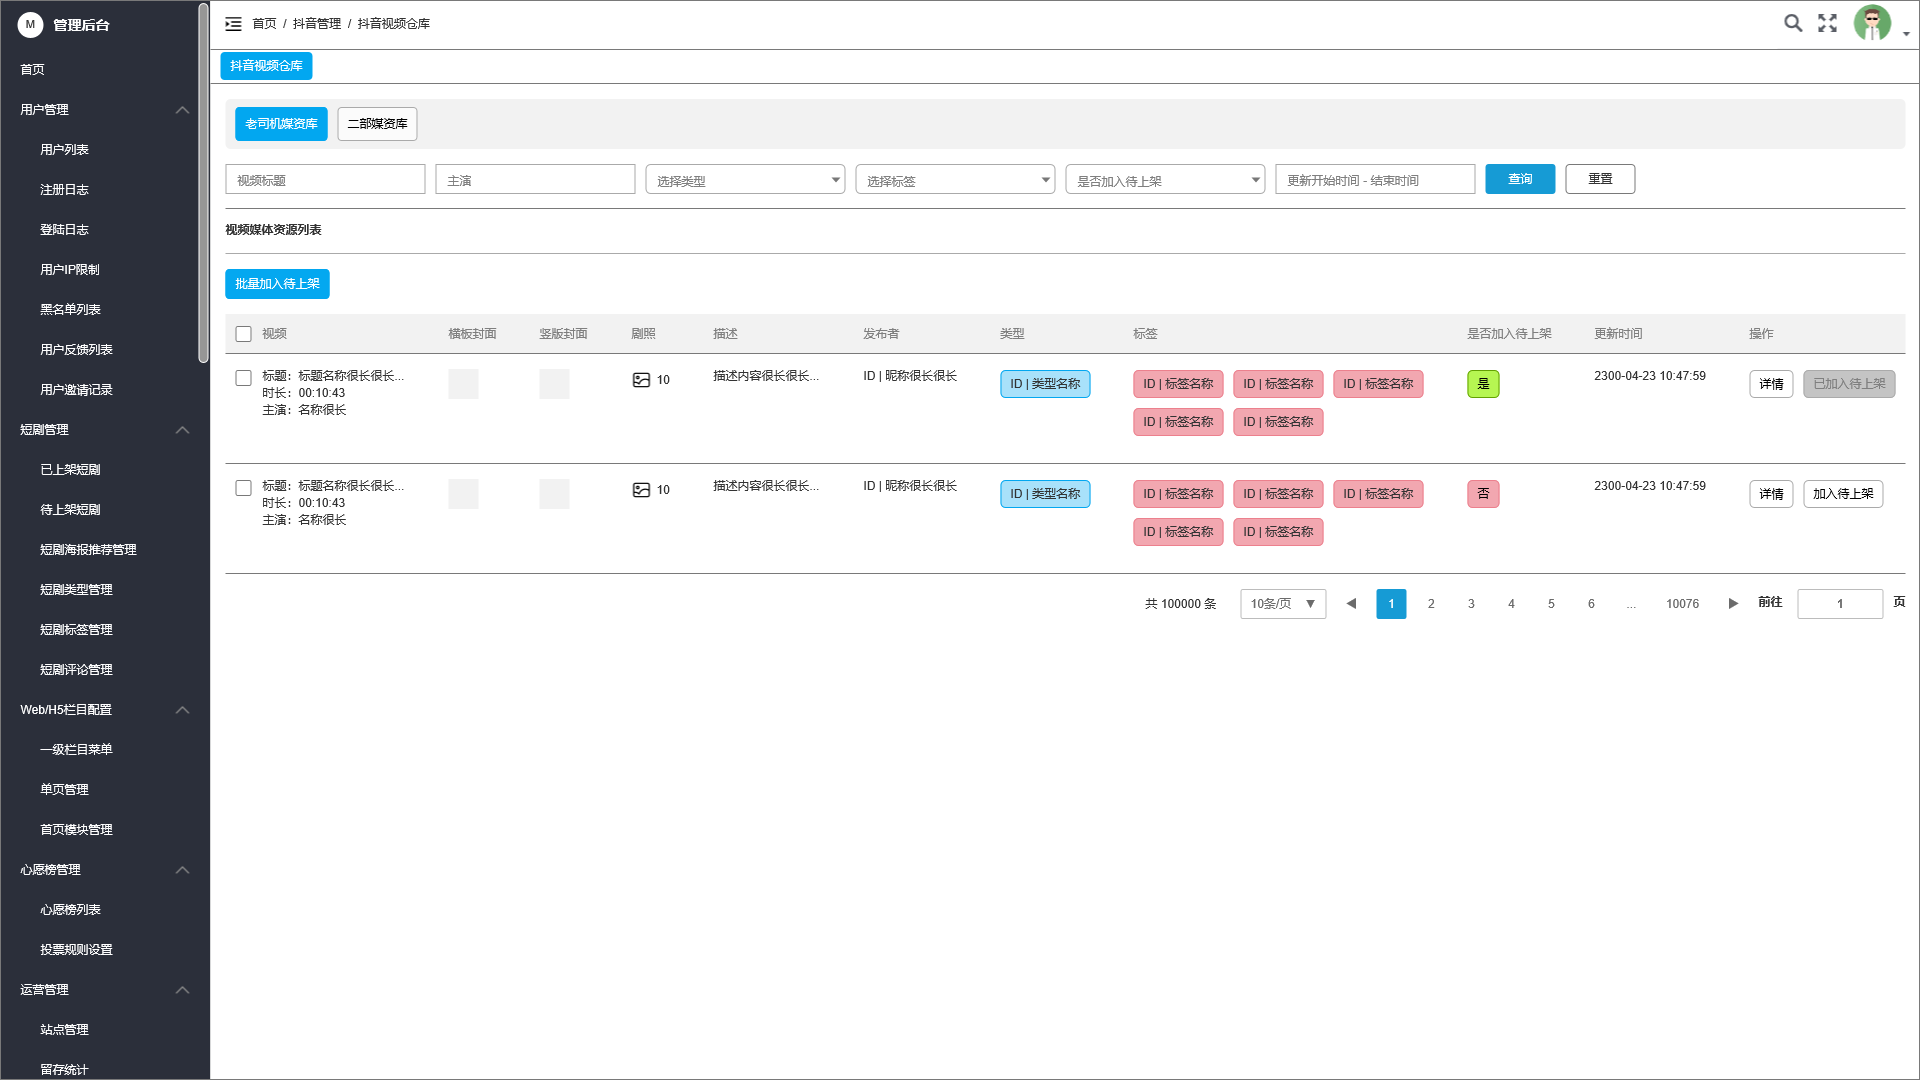 M 管理后台
首页
用户管理
用户列表
注册日志
登陆日志
用户IP限制
黑名单列表
用户反馈列表
用户邀请记录
短剧管理
已上架短剧
待上架短剧
短剧海报推荐管理
短剧类型管理
短剧标签管理
短剧评论管理
Web/H5栏目配置
一级栏目菜单
单页管理
首页模块管理
心愿榜管理
心愿榜列表
投票规则设置
运营管理
站点管理
留存统计
首页 / 抖音管理 / 抖音视频仓库
抖音视频仓库
老司机媒资库 二部媒资库
视频标题 主演 选择类型 选择标签 是否加入待上架 更新开始时间 - 结束时间 查询 重置
视频媒体资源列表
批量加入待上架
视频 横板封面 竖版封面 剧照 描述 发布者 类型 标签 是否加入待上架 更新时间 操作
标题：标题名称很长很长... 10 描述内容很长很长... ID | 昵称很长很长 ID | 类型名称 ID | 标签名称 ID | 标签名称 ID | 标签名称 是 2300-04-23 10:47:59 详情 已加入待上架
时长：00:10:43
主演：名称很长
ID | 标签名称 ID | 标签名称
标题：标题名称很长很长... 10 描述内容很长很长... ID | 昵称很长很长 ID | 类型名称 ID | 标签名称 ID | 标签名称 ID | 标签名称 否 2300-04-23 10:47:59 详情 加入待上架
时长：00:10:43
主演：名称很长
ID | 标签名称 ID | 标签名称
共 100000 条 10条/页 1 2 3 4 5 6 ... 10076 前往 1 页